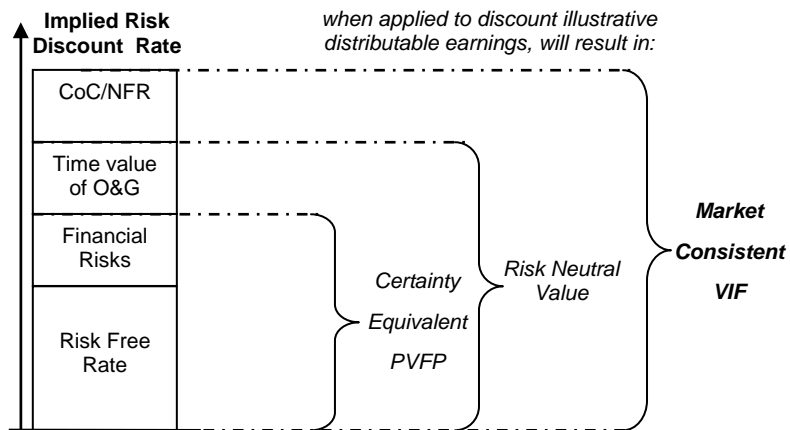 Implied Risk
Discount Rate
when applied to discount illustrative
distributable earnings, will result in:
CoC/NFR
Time value
of O&G
Financial
Risks
Risk Free
Rate
Certainty
Equivalent
PVFP
Risk Neutral
Value
Market
Consistent
VIF